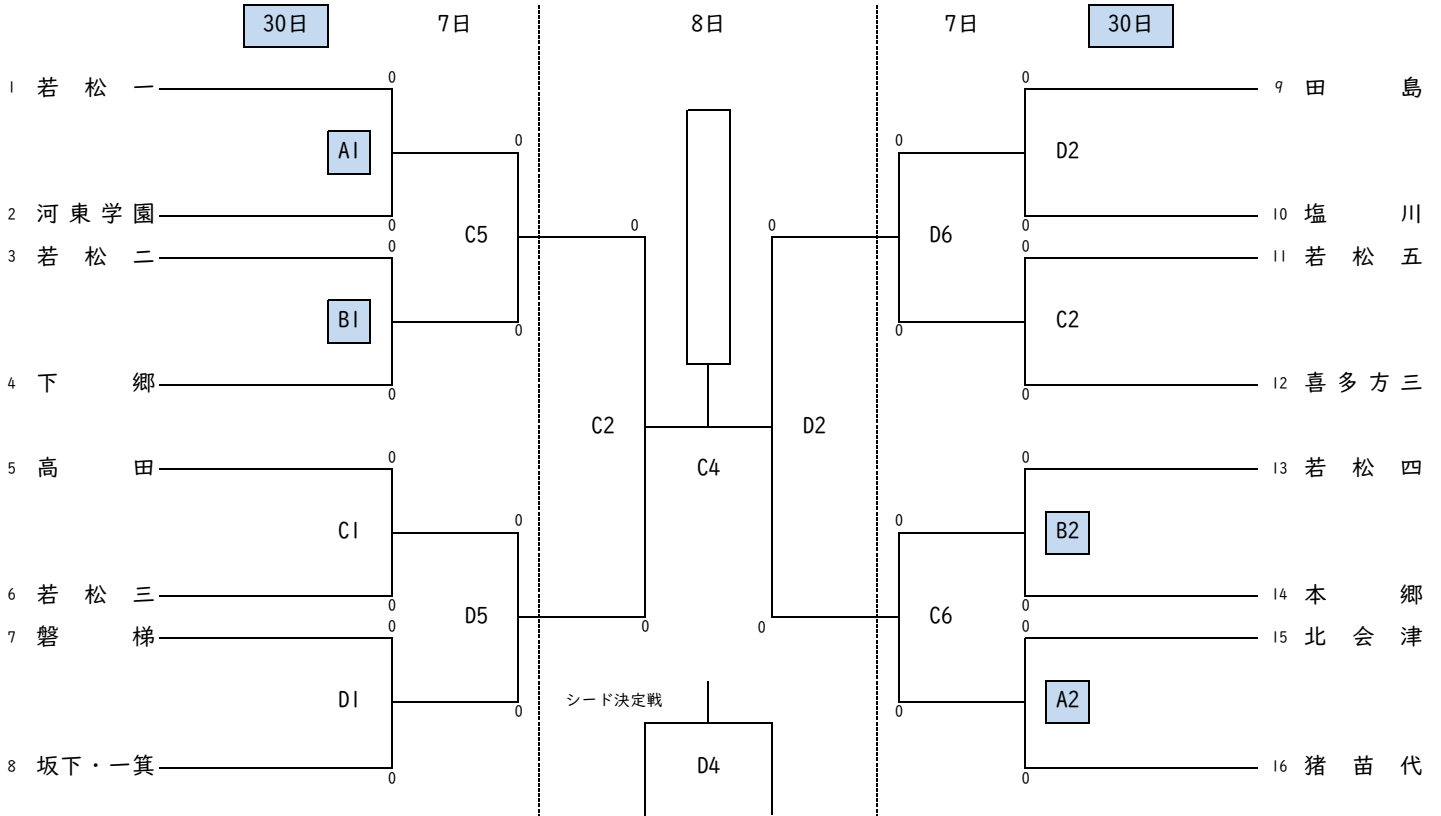 30日 7日 8日 7日 30日
0 0
1 若松一 9 田島
0 0
A1 D2
2 河東学園 10 塩川
0 0 0 0
C5 D6
0 0
3 若松二 11 若松五
B1 C2
0 0
4 下郷 12 喜多方三
0 0
C2 D2
0 0
5 高田 C4 13 若松四
0 0
C1 B2
6 若松三 14 本郷
0 0
D5 C6
0 0 0 0
7 磐梯 15 北会津
D1 シード決定戦 A2
0 0
8 坂下・一箕 D4 16 猪苗代
0 0